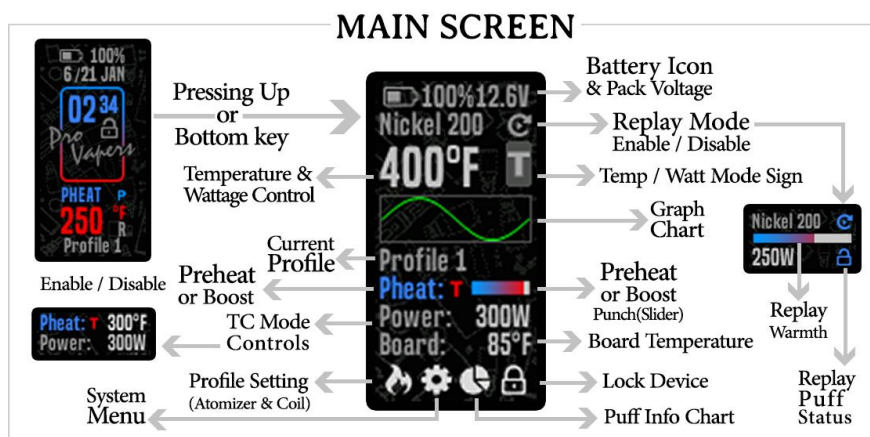 MAIN SCREEN
100%
6/21 JAN
02 34
Pro
Vapers
PHEAT P
250 °F
R
Profile 1
Enable / Disable
Pheat: T 300°F
Power: 300W
Pressing Up
or
Bottom key
Temperature &
Wattage Control
Current
Profile
Preheat
or Boost
TC Mode
Controls
Profile Setting
(Atomizer & Coil)
System
Menu
100% 12.6V
Nickel 200
400°F T
Profile 1
Pheat: T
Power: 300W
Board: 85°F
Battery Icon
& Pack Voltage
Replay Mode
Enable / Disable
Temp / Watt Mode Sign
Graph
Chart
Preheat
or Boost
Punch(Slider)
Board Temperature
Lock Device
Puff Info Chart
Nickel 200
250W
Replay
Warmth
Replay
Puff
Status